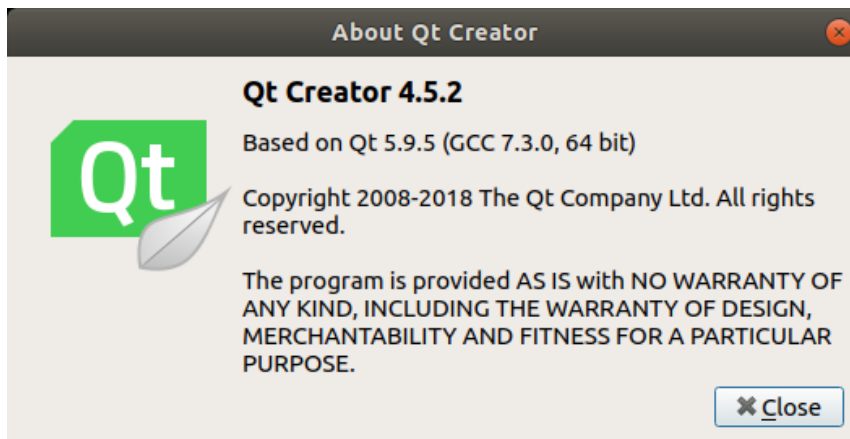 About Qt Creator
Qt Creator 4.5.2
Qt
Based on Qt 5.9.5 (GCC 7.3.0, 64 bit)
Copyright 2008-2018 The Qt Company Ltd. All rights
reserved.
The program is provided AS IS with NO WARRANTY OF
ANY KIND, INCLUDING THE WARRANTY OF DESIGN,
MERCHANTABILITY AND FITNESS FOR A PARTICULAR
PURPOSE.
Close